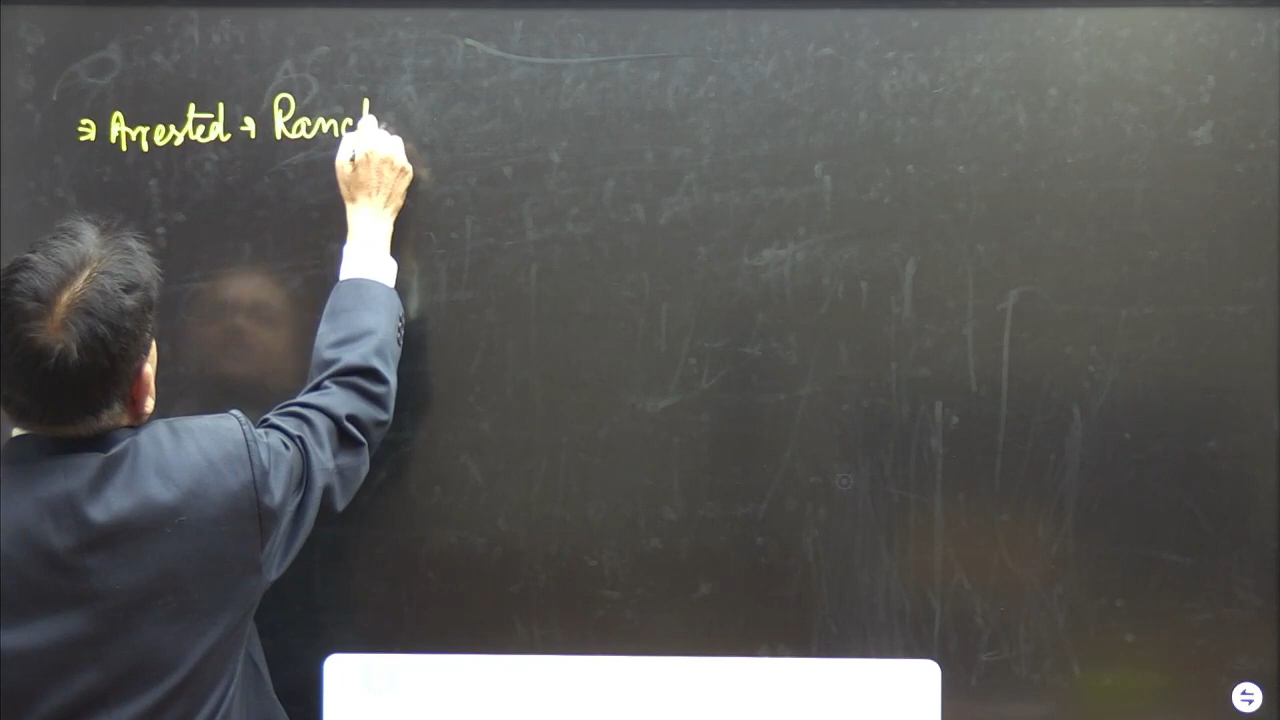 ⇒ Arrested → Ranc